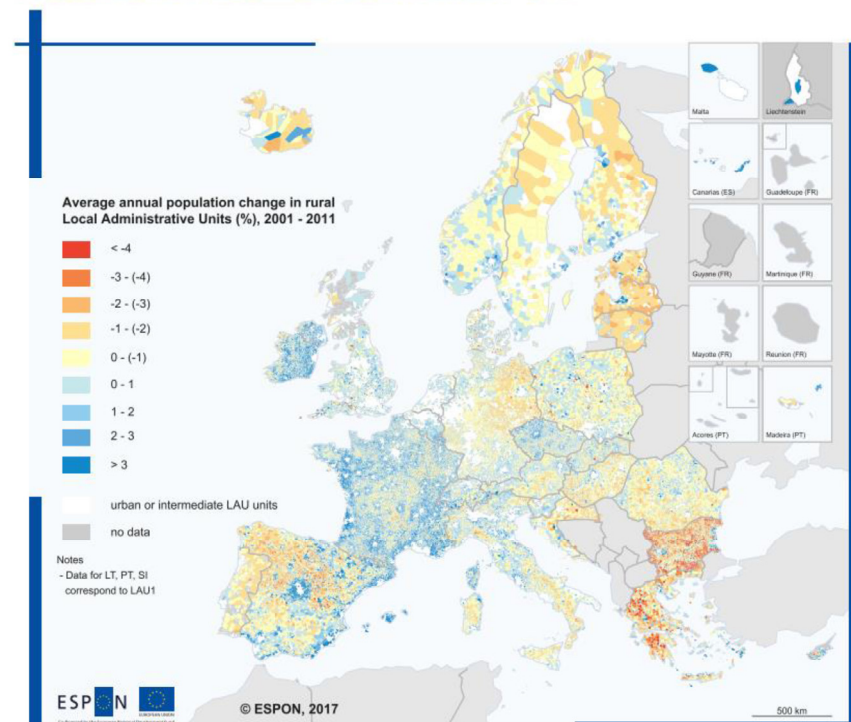 Average annual population change in rural
Local Administrative Units (%), 2001 - 2011
< -4
-3 - (-4)
-2 - (-3)
-1 - (-2)
0 - (-1)
0 - 1
1 - 2
2 - 3
> 3
urban or intermediate LAU units
no data
Notes
- Data for LT, PT, SI
correspond to LAU1
Malta
Liechtenstein
Canarias (ES)
Guadeloupe (FR)
Guyane (FR)
Martinique (FR)
Mayotte (FR)
Reunion (FR)
Acores (PT)
Madeira (PT)
ESPON
EUROPEAN UNION
© ESPON, 2017
500 km